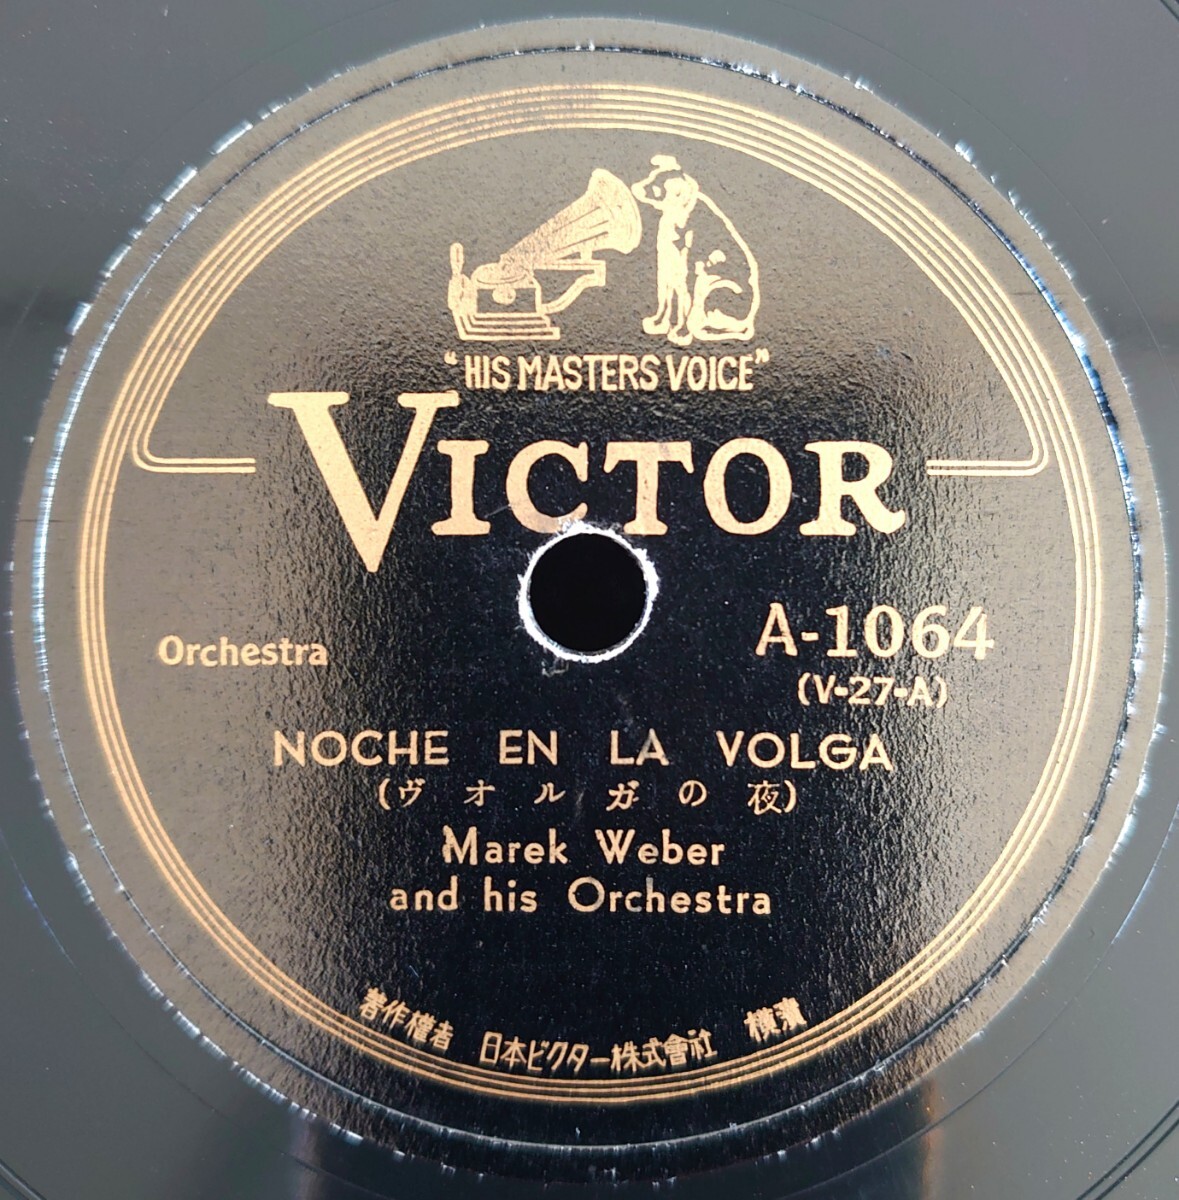 "HIS MASTERS VOICE"
VICTOR
Orchestra
A-1064
(V-27-A)
NOCHE EN LA VOLGA
(ヴオルガの夜)
Marek Weber
and his Orchestra
著作權者 日本ビクター株式會社 横濱